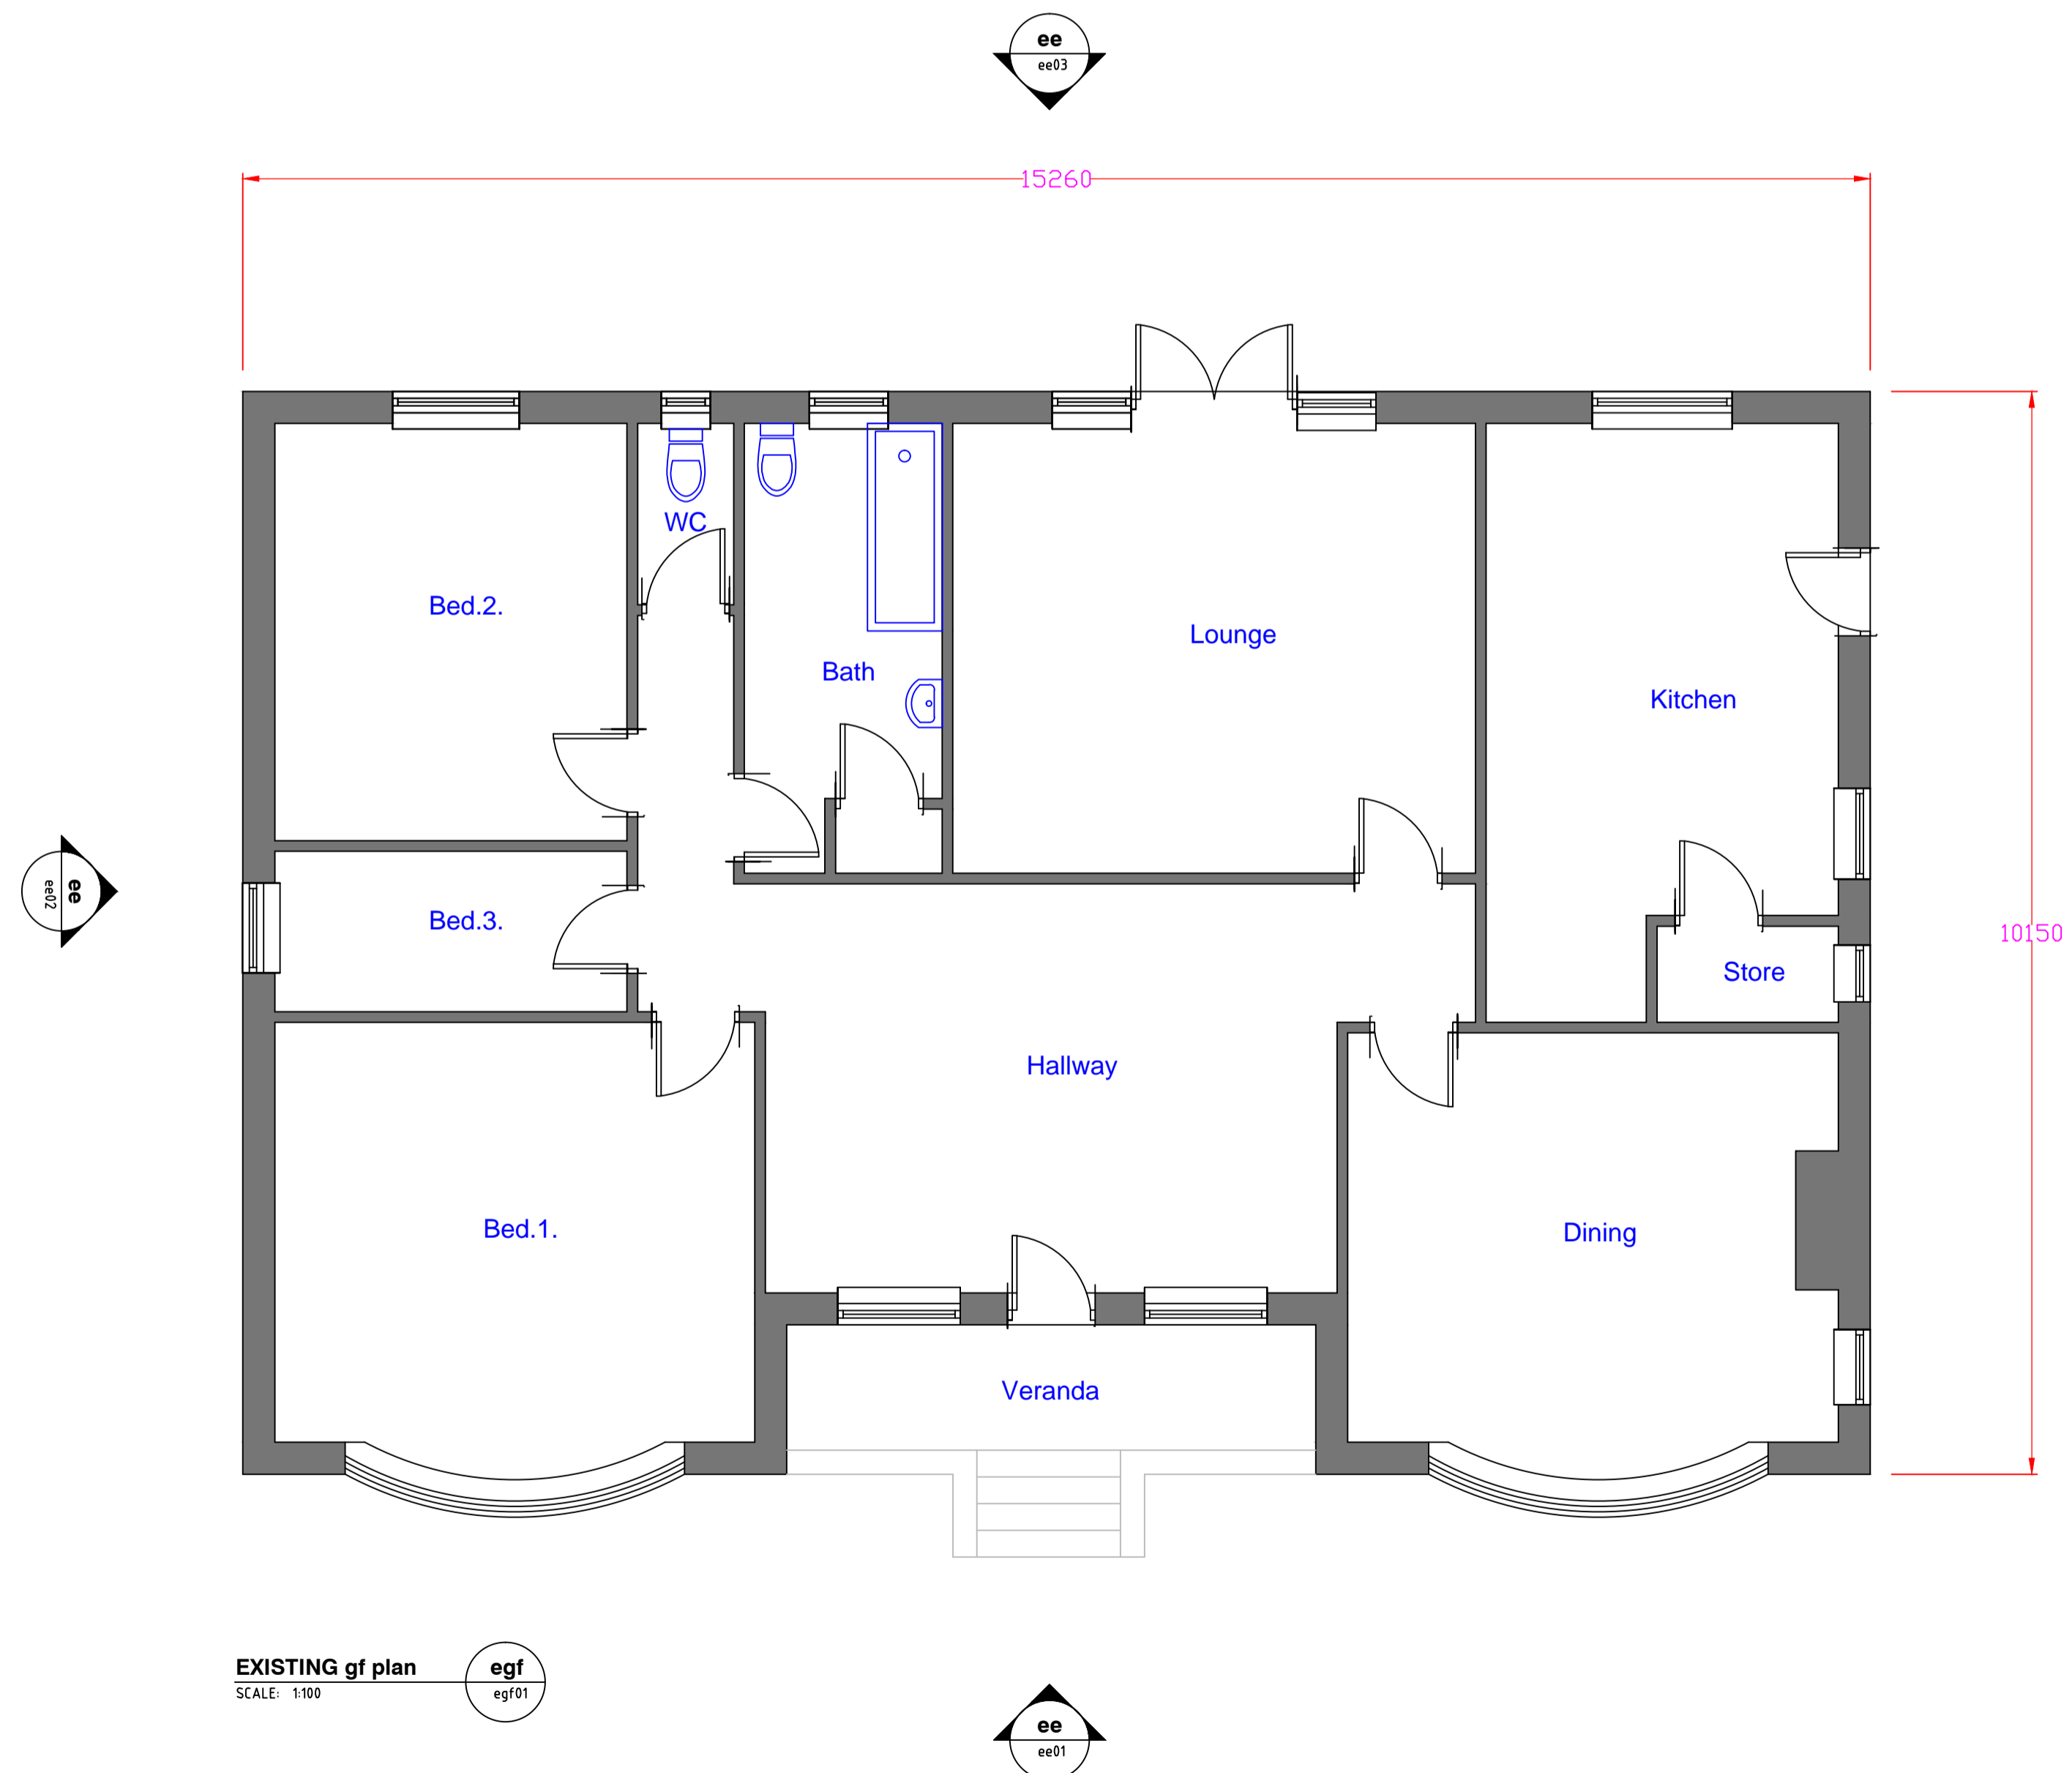 ee
ee03
15260
WC
Bed.2.
Lounge
Bath
Kitchen
ee
ee02
Bed.3.
10150
Store
Hallway
Bed.1.
Dining
Veranda
EXISTING gf plan
SCALE: 1:100
egf
egf01
ee
ee01